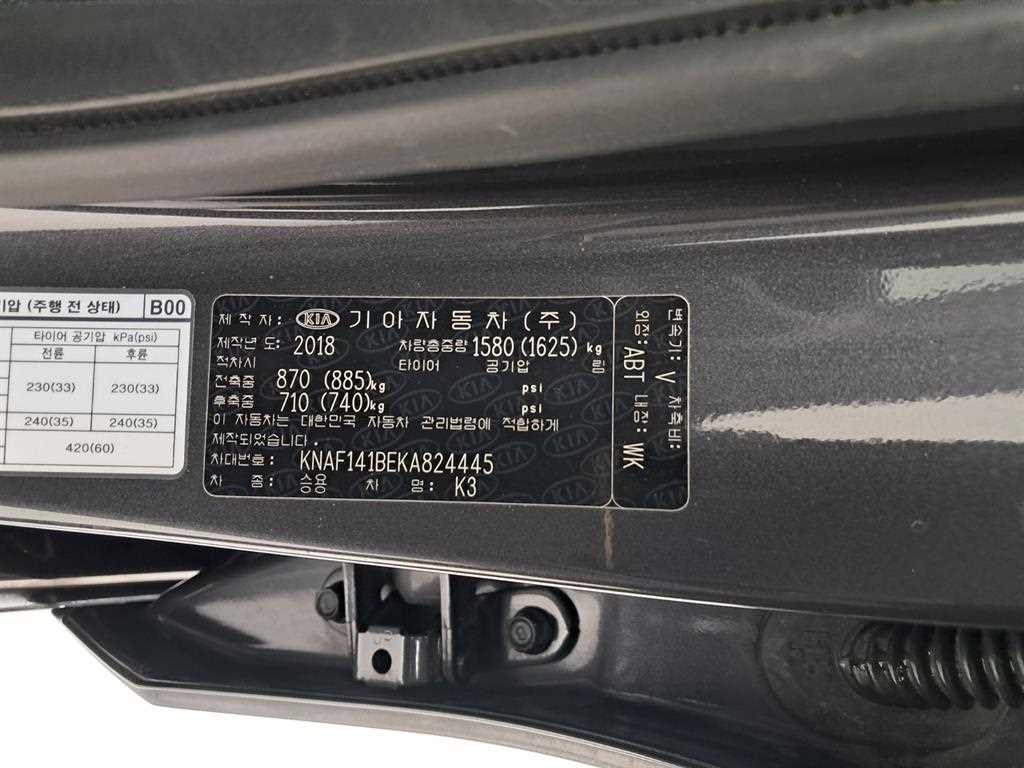 기압 (주행 전 상태) B00
타이어 공기압 kPa(psi)
전륜 후륜
230(33) 230(33)
240(35) 240(35)
420(60)
제 작 자: KIA 기아자동차(주)
제작년 도: 2018 차량총중량 1580(1625)kg
적차시 타이어 공기압 림
전축중 870(885)kg psi
후축중 710(740)kg psi
이 자동차는 대한민국 자동차 관리법령에 적합하게
제작되었습니다.
차대번호: KNAF141BEKA824445
차 종: 승용 차 명: K3
변속기: V 차축비:
외장: ABT 내장: WK